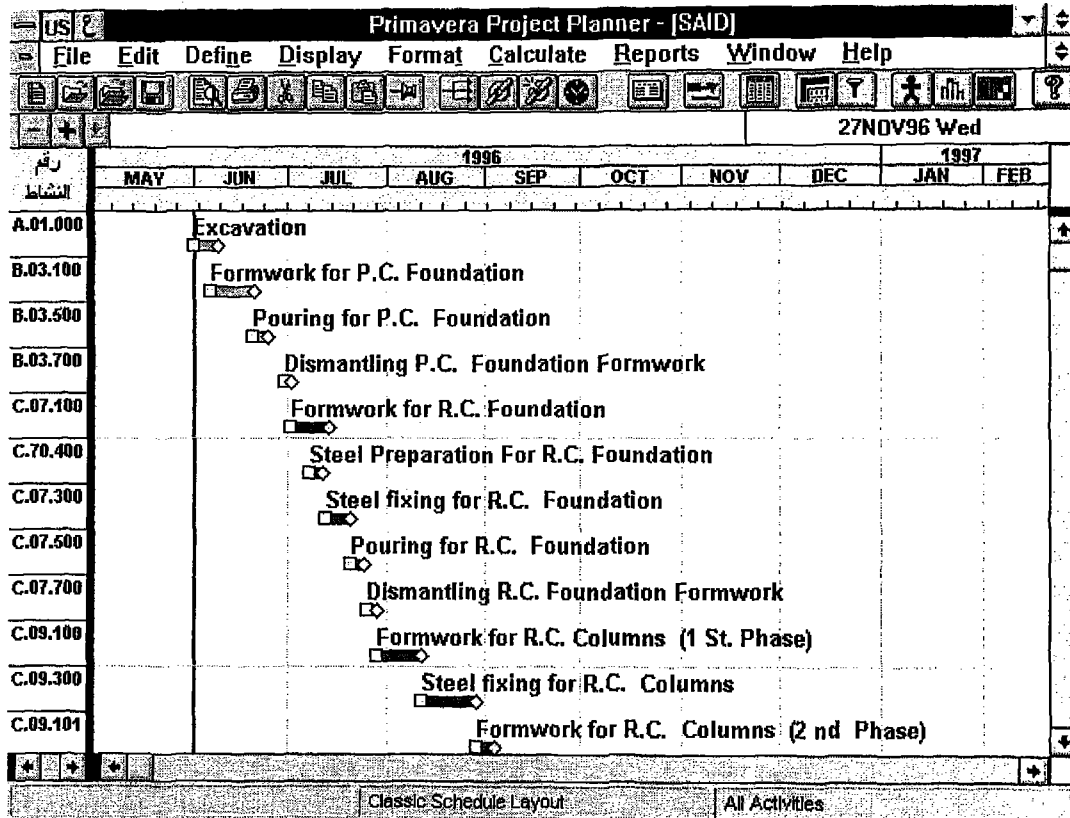 US ع
Primavera Project Planner - [SAID]
File Edit Define Display Format Calculate Reports Window Help
27NOV96 Wed
رقم
النشاط
1996 1997
MAY JUN JUL AUG SEP OCT NOV DEC JAN FEB
A.01.000 Excavation
B.03.100 Formwork for P.C. Foundation
B.03.500 Pouring for P.C. Foundation
B.03.700 Dismantling P.C. Foundation Formwork
C.07.100 Formwork for R.C. Foundation
C.70.400 Steel Preparation For R.C. Foundation
C.07.300 Steel fixing for R.C. Foundation
C.07.500 Pouring for R.C. Foundation
C.07.700 Dismantling R.C. Foundation Formwork
C.09.100 Formwork for R.C. Columns (1 St. Phase)
C.09.300 Steel fixing for R.C. Columns
C.09.101 Formwork for R.C. Columns (2 nd Phase)
Classic Schedule Layout All Activities